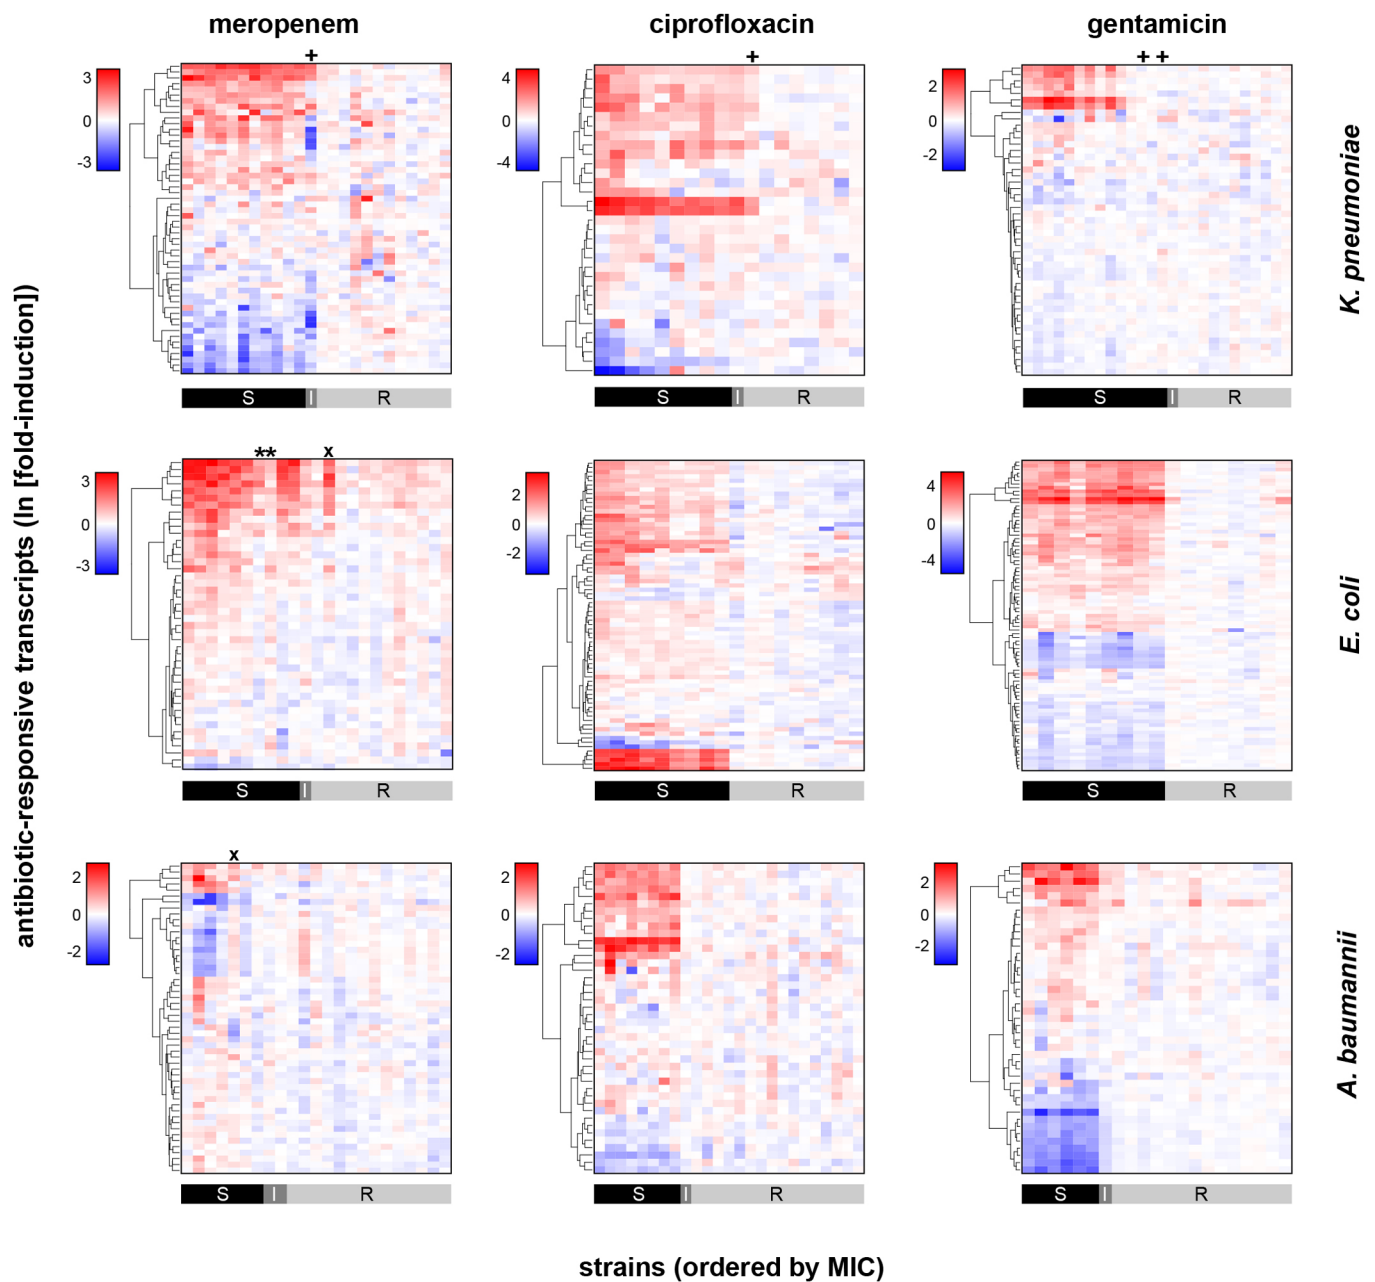 meropenem ciprofloxacin gentamicin
+ + + +
3 0 -3
4 0 -4
2 0 -2
K. pneumoniae
S I R
S I R
S I R
antibiotic-responsive transcripts (ln [fold-induction])
** x
3 0 -3
2 0 -2
4 0 -4
E. coli
S I R
S R
S R
x
2 0 -2
2 0 -2
2 0 -2
A. baumannii
S I R
S I R
S I R
strains (ordered by MIC)